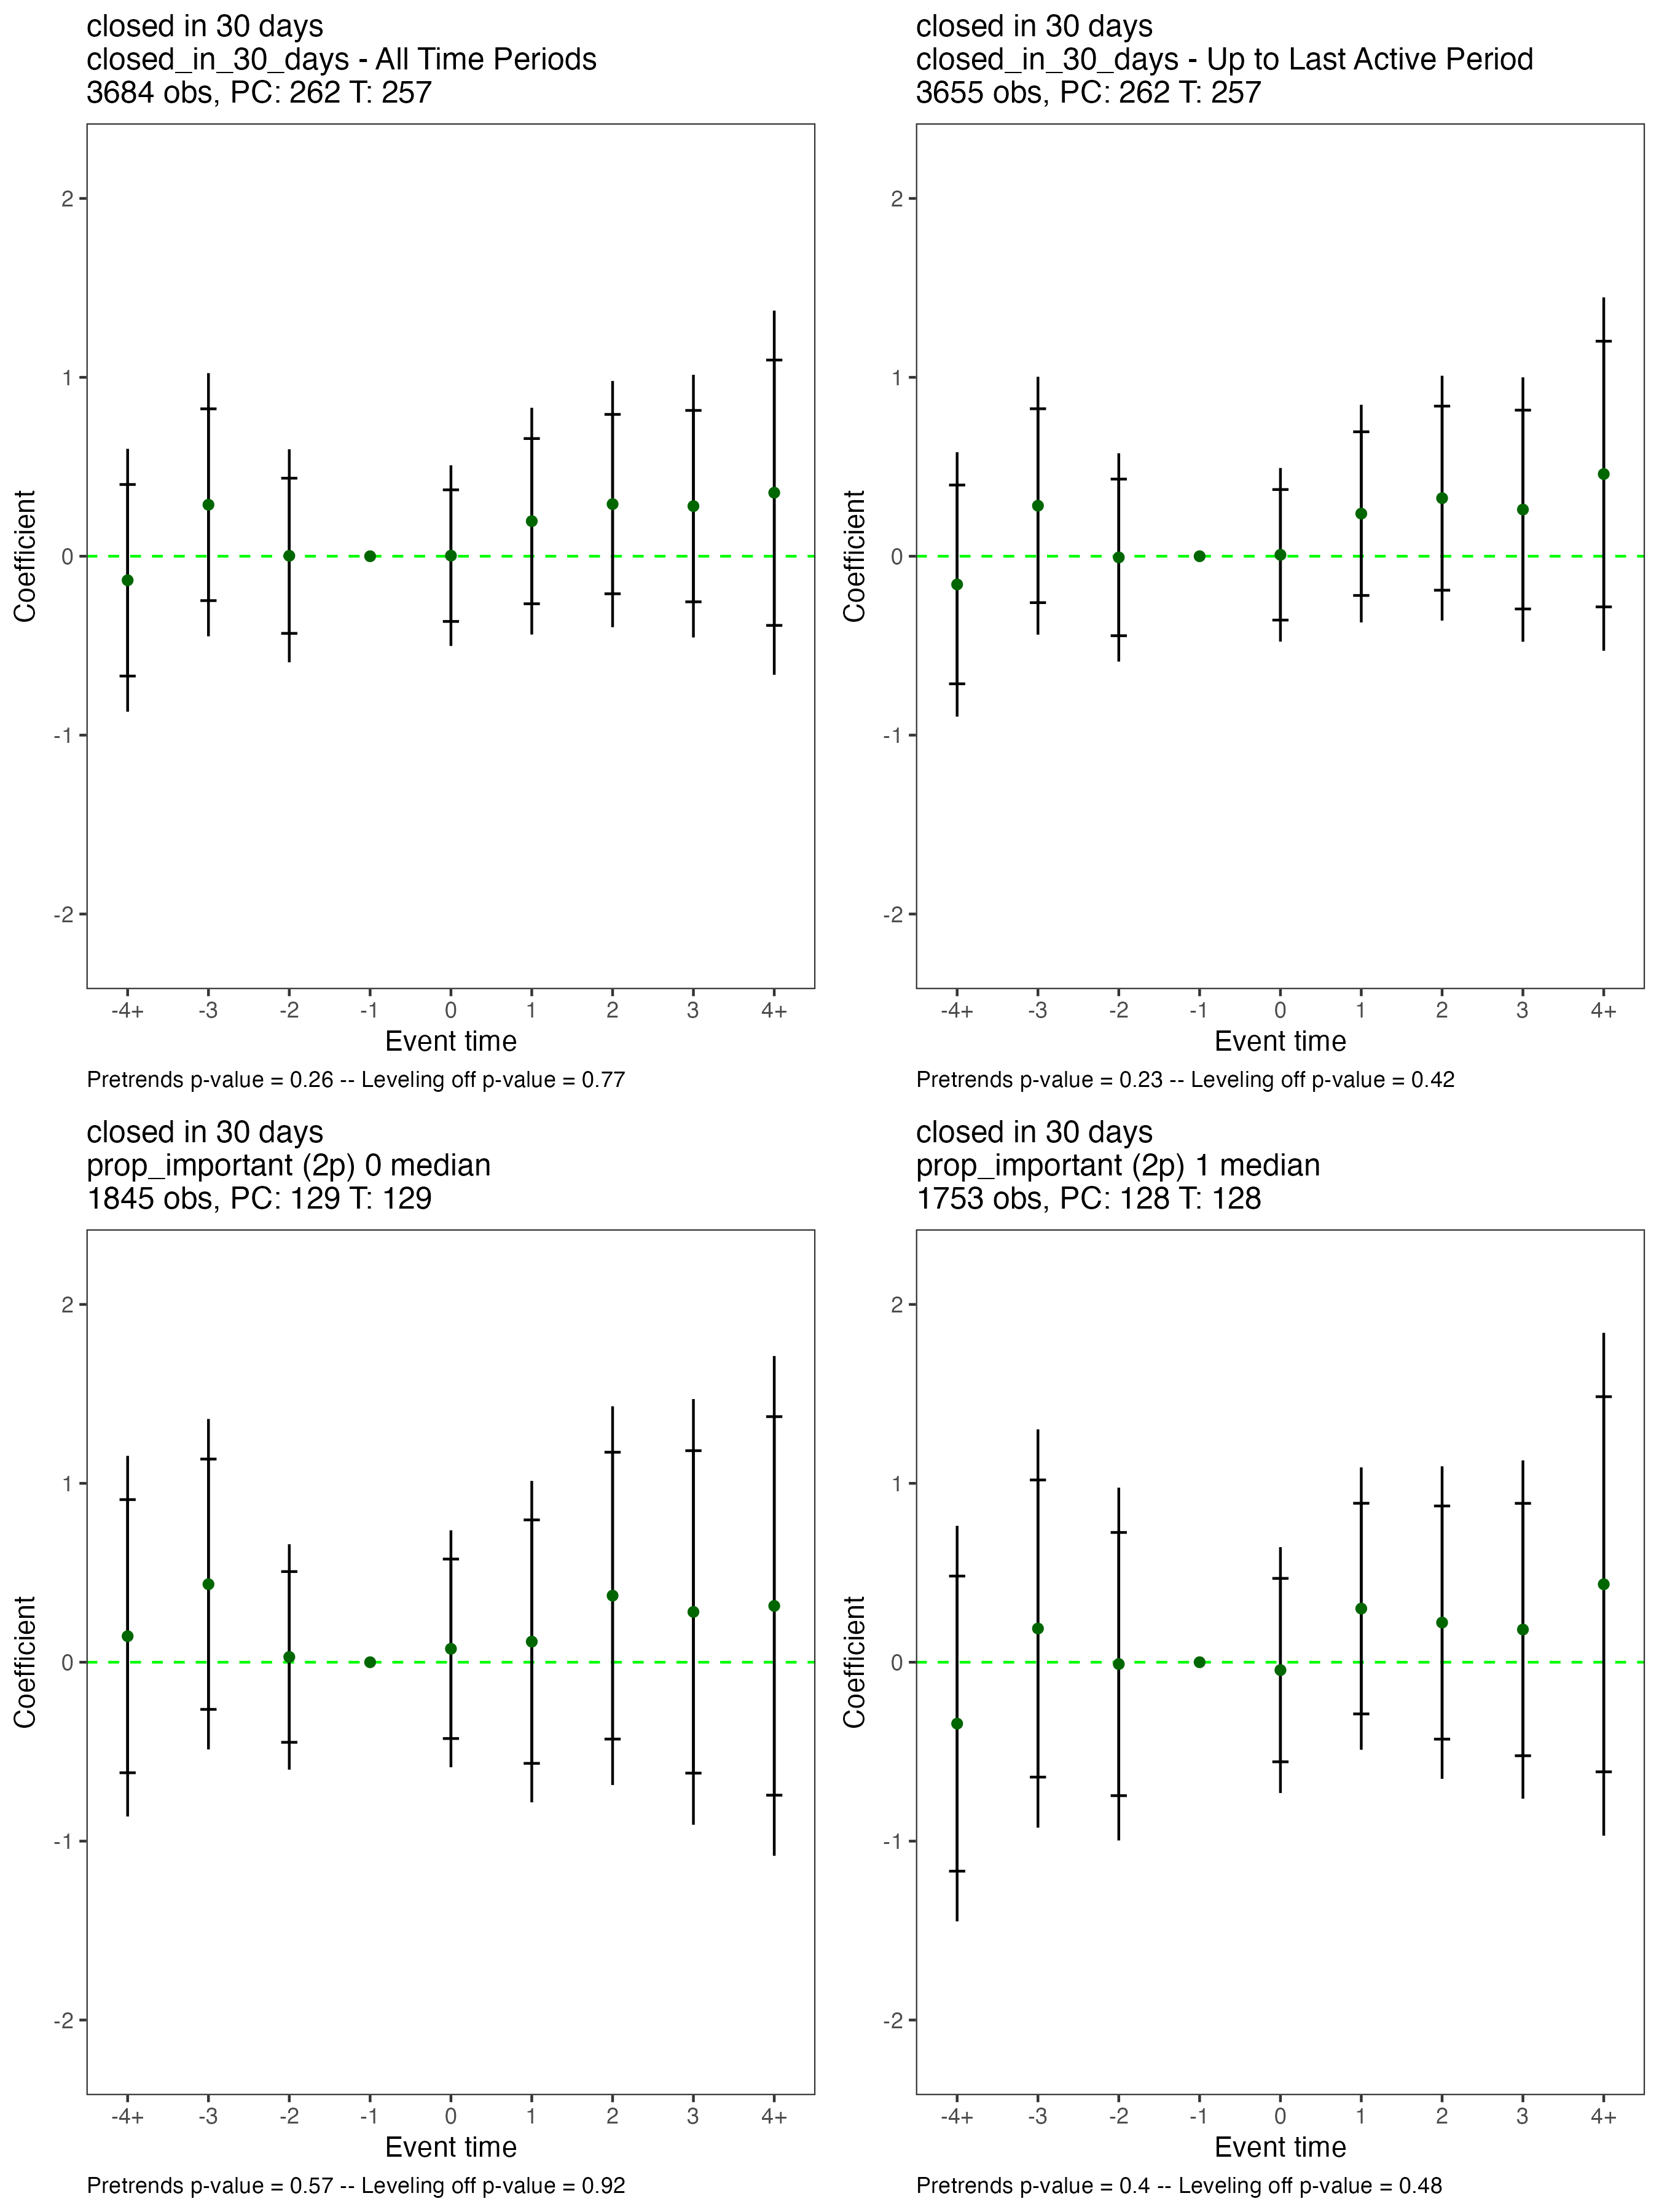 closed in 30 days
closed_in_30_days - All Time Periods
3684 obs, PC: 262 T: 257
Coefficient
2
1
0
-1
-2
-4+ -3 -2 -1 0 1 2 3 4+
Event time
Pretrends p-value = 0.26 -- Leveling off p-value = 0.77
closed in 30 days
closed_in_30_days - Up to Last Active Period
3655 obs, PC: 262 T: 257
Coefficient
2
1
0
-1
-2
-4+ -3 -2 -1 0 1 2 3 4+
Event time
Pretrends p-value = 0.23 -- Leveling off p-value = 0.42
closed in 30 days
prop_important (2p) 0 median
1845 obs, PC: 129 T: 129
Coefficient
2
1
0
-1
-2
-4+ -3 -2 -1 0 1 2 3 4+
Event time
Pretrends p-value = 0.57 -- Leveling off p-value = 0.92
closed in 30 days
prop_important (2p) 1 median
1753 obs, PC: 128 T: 128
Coefficient
2
1
0
-1
-2
-4+ -3 -2 -1 0 1 2 3 4+
Event time
Pretrends p-value = 0.4 -- Leveling off p-value = 0.48